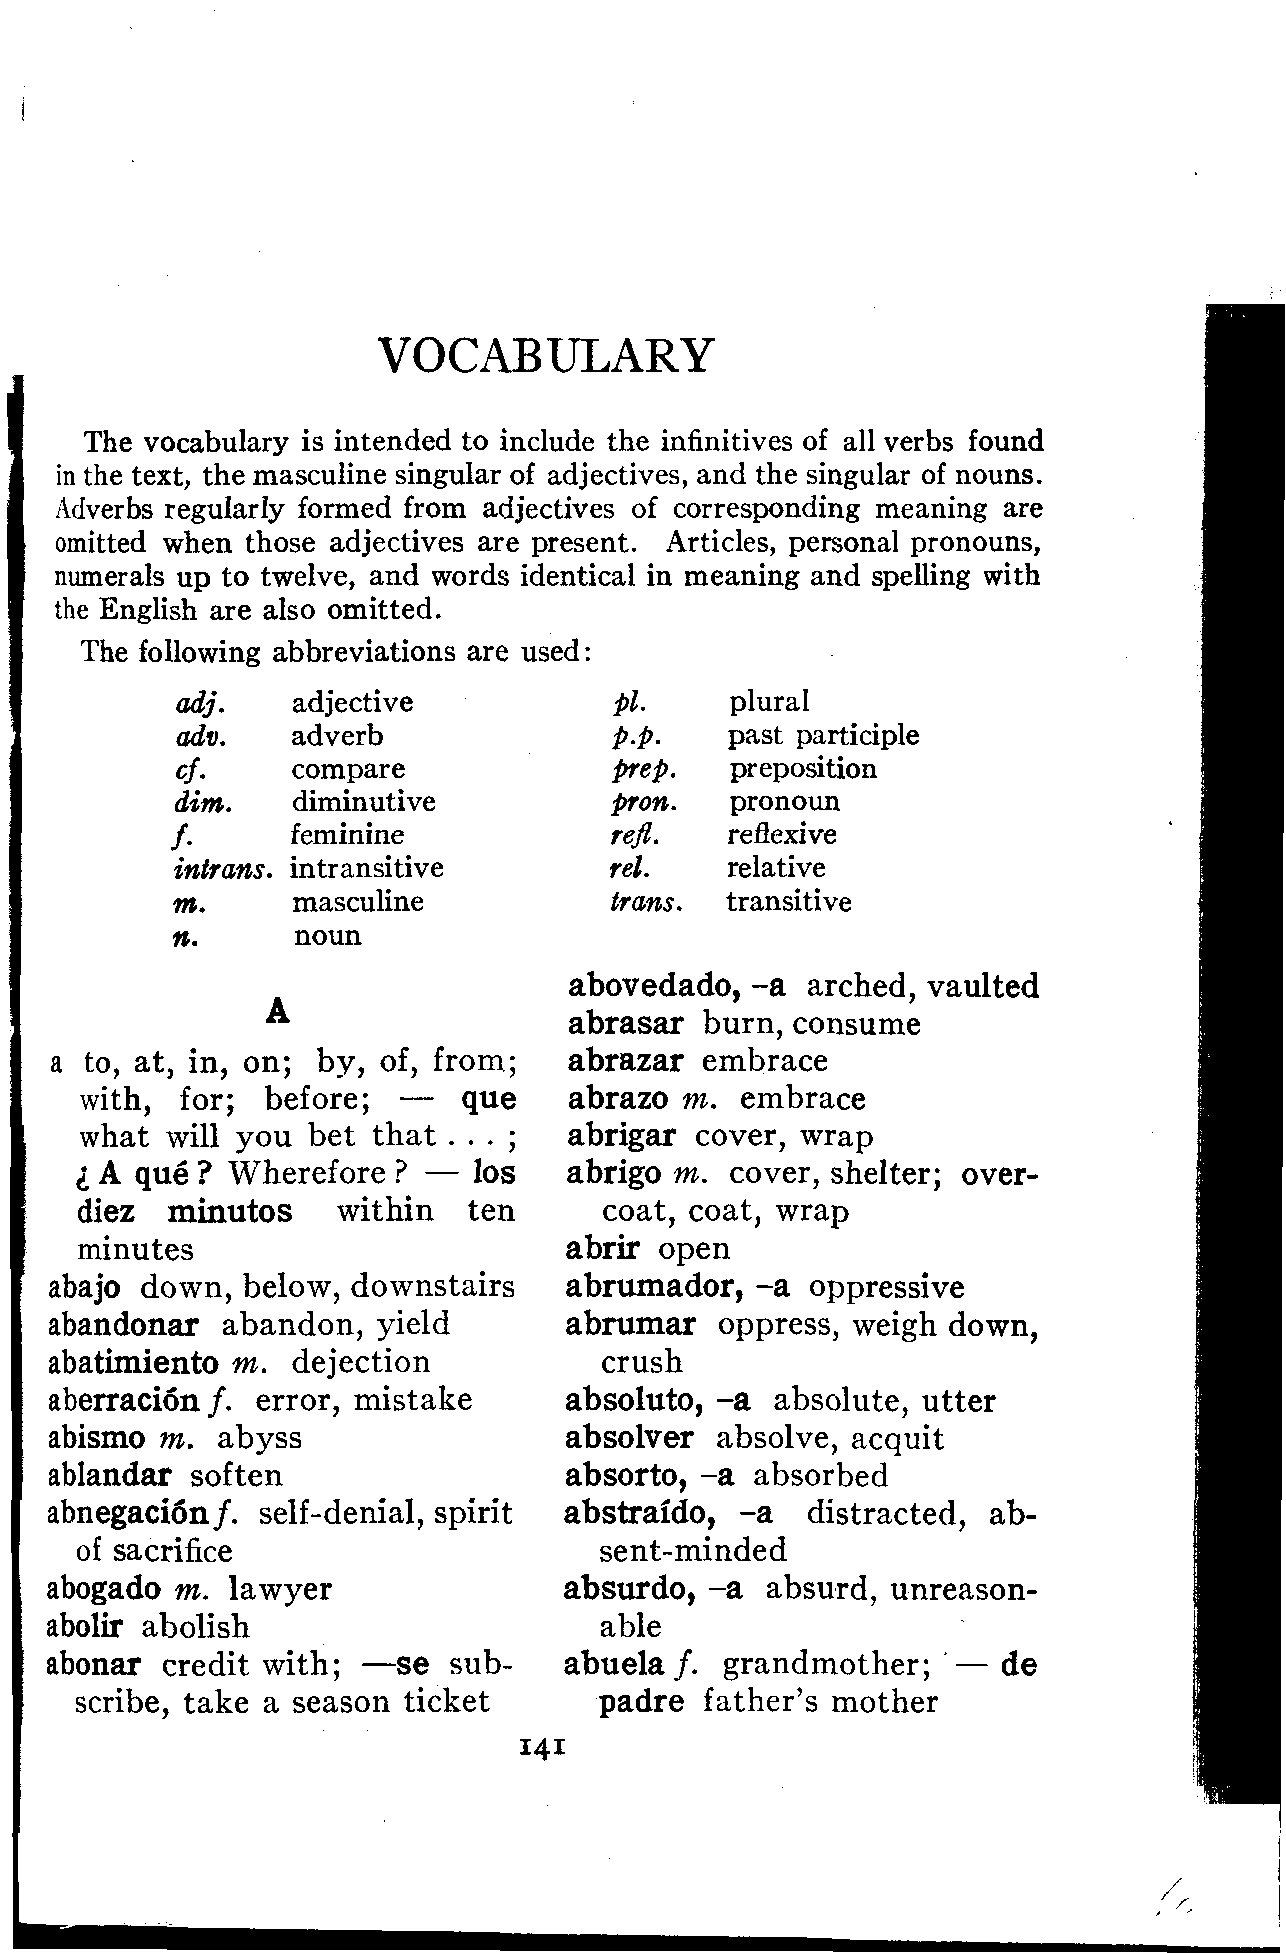 VOCABULARY
The vocabulary is intended to include the infinitives of all verbs found
in the text, the masculine singular of adjectives, and the singular of nouns.
Adverbs regularly formed from adjectives of corresponding meaning are
omitted when those adjectives are present. Articles, personal pronouns,
numerals up to twelve, and words identical in meaning and spelling with
the English are also omitted.
The following abbreviations are used:
adj. adjective
adv. adverb
cf. compare
dim. diminutive
f. feminine
intrans. intransitive
m. masculine
n. noun
pl. plural
p.p. past participle
prep. preposition
pron. pronoun
refl. reflexive
rel. relative
trans. transitive
A
a to, at, in, on; by, of, from;
with, for; before; — que
what will you bet that . . . ;
¿ A qué ? Wherefore ? — los
diez minutos within ten
minutes
abajo down, below, downstairs
abandonar abandon, yield
abatimiento m. dejection
aberración f. error, mistake
abismo m. abyss
ablandar soften
abnegación f. self-denial, spirit
of sacrifice
abogado m. lawyer
abolir abolish
abonar credit with; —se sub-
scribe, take a season ticket
abovedado, –a arched, vaulted
abrasar burn, consume
abrazar embrace
abrazo m. embrace
abrigar cover, wrap
abrigo m. cover, shelter; over-
coat, coat, wrap
abrir open
abrumador, –a oppressive
abrumar oppress, weigh down,
crush
absoluto, –a absolute, utter
absolver absolve, acquit
absorto, –a absorbed
abstraído, –a distracted, ab-
sent-minded
absurdo, –a absurd, unreason-
able
abuela f. grandmother; — de
padre father's mother
141